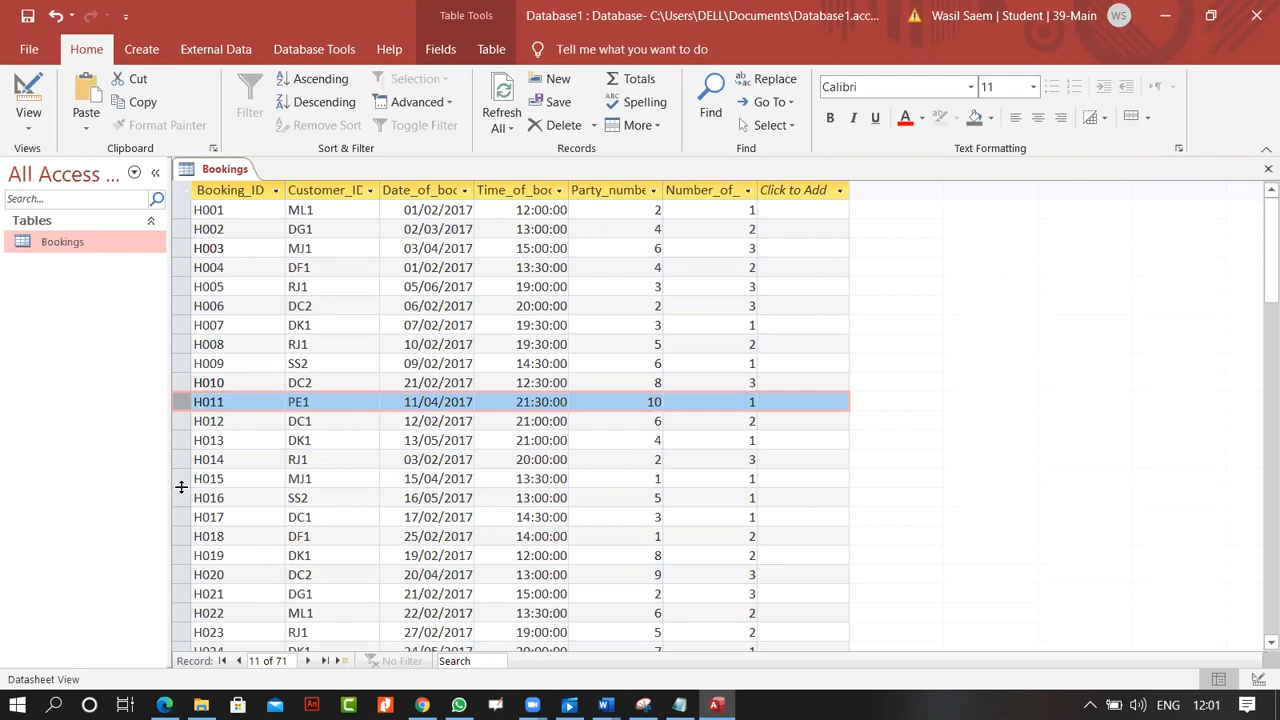 Table Tools
Database1 : Database- C:\Users\DELL\Documents\Database1.acc...
Wasil Saem | Student | 39-Main
WS
File Home Create External Data Database Tools Help Fields Table Tell me what you want to do
View
Views
Paste
Cut
Copy
Format Painter
Clipboard
Filter
Ascending
Descending
Remove Sort
Selection
Advanced
Toggle Filter
Sort & Filter
Refresh
All
New
Save
Delete
Totals
Spelling
More
Records
Find
Replace
Go To
Select
Find
Calibri
11
Text Formatting
All Access ...
Search...
Tables
Bookings
Bookings
Booking_ID Customer_ID Date_of_boo Time_of_boo Party_numbe Number_of_ Click to Add
H001 ML1 01/02/2017 12:00:00 2 1
H002 DG1 02/03/2017 13:00:00 4 2
H003 MJ1 03/04/2017 15:00:00 6 3
H004 DF1 01/02/2017 13:30:00 4 2
H005 RJ1 05/06/2017 19:00:00 3 3
H006 DC2 06/02/2017 20:00:00 2 3
H007 DK1 07/02/2017 19:30:00 3 1
H008 RJ1 10/02/2017 19:30:00 5 2
H009 SS2 09/02/2017 14:30:00 6 1
H010 DC2 21/02/2017 12:30:00 8 3
H011 PE1 11/04/2017 21:30:00 10 1
H012 DC1 12/02/2017 21:00:00 6 2
H013 DK1 13/05/2017 21:00:00 4 1
H014 RJ1 03/02/2017 20:00:00 2 3
H015 MJ1 15/04/2017 13:30:00 1 1
H016 SS2 16/05/2017 13:00:00 5 1
H017 DC1 17/02/2017 14:30:00 3 1
H018 DF1 25/02/2017 14:00:00 1 2
H019 DK1 19/02/2017 12:00:00 8 2
H020 DC2 20/04/2017 13:00:00 9 3
H021 DG1 21/02/2017 15:00:00 2 3
H022 ML1 22/02/2017 13:30:00 6 2
H023 RJ1 27/02/2017 19:00:00 5 2
H024 DK1 24/05/2017 20:00:00 7 1
Record: 11 of 71 No Filter Search
Datasheet View
An
ENG 12:01